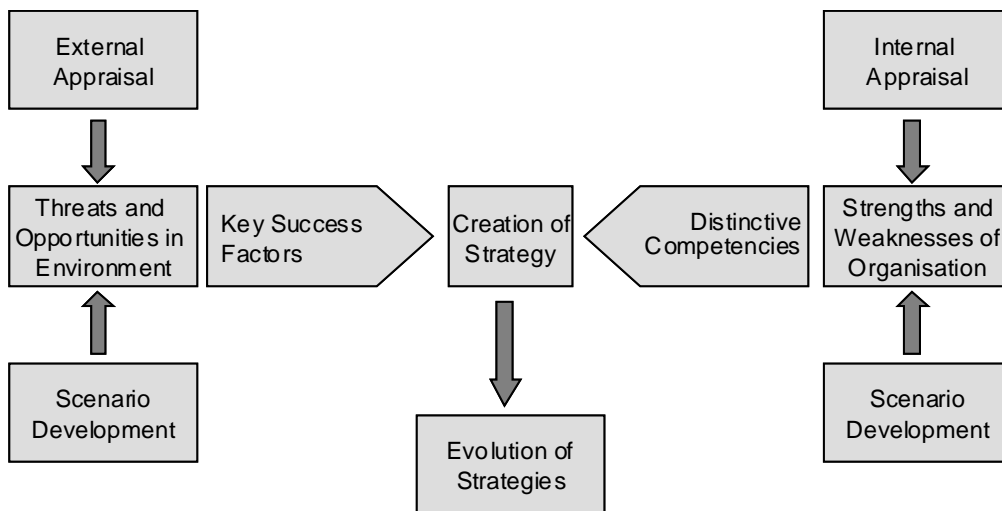 External
Appraisal
Internal
Appraisal
Threats and
Opportunities in
Environment
Key Success
Factors
Creation of
Strategy
Distinctive
Competencies
Strengths and
Weaknesses of
Organisation
Scenario
Development
Scenario
Development
Evolution of
Strategies